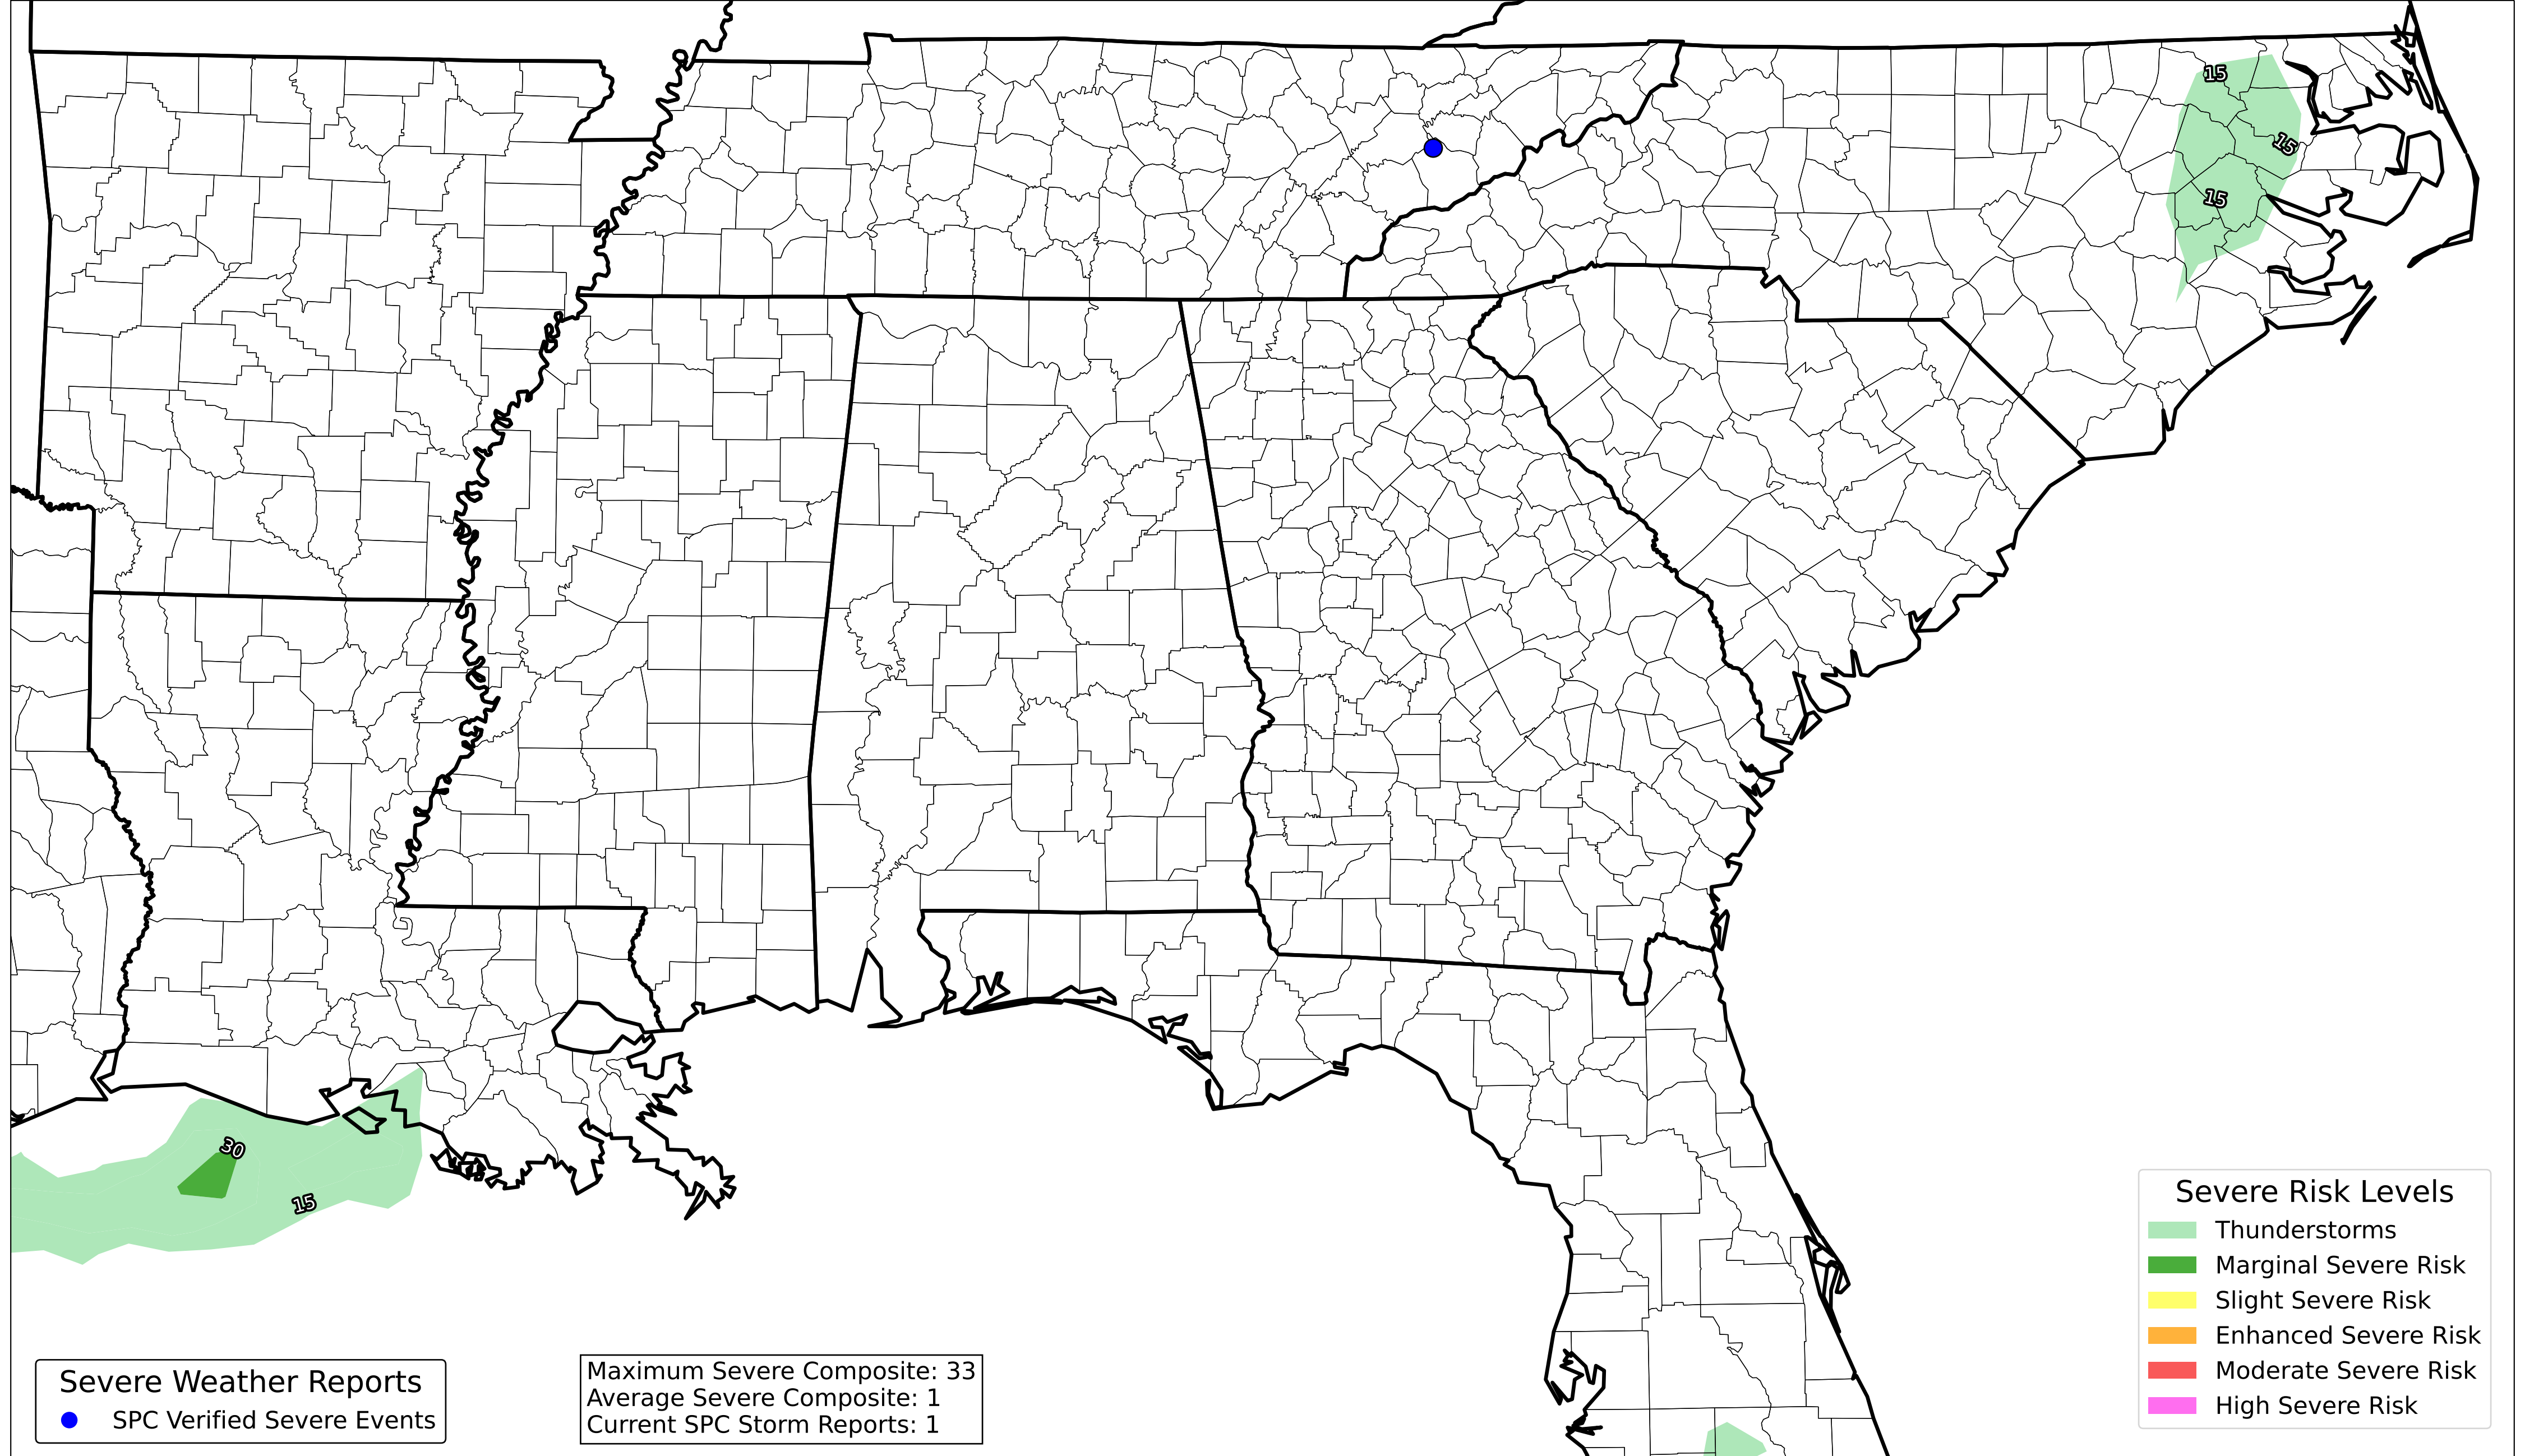 15
15
15
30
15
Severe Weather Reports
SPC Verified Severe Events
Maximum Severe Composite: 33
Average Severe Composite: 1
Current SPC Storm Reports: 1
Severe Risk Levels
Thunderstorms
Marginal Severe Risk
Slight Severe Risk
Enhanced Severe Risk
Moderate Severe Risk
High Severe Risk